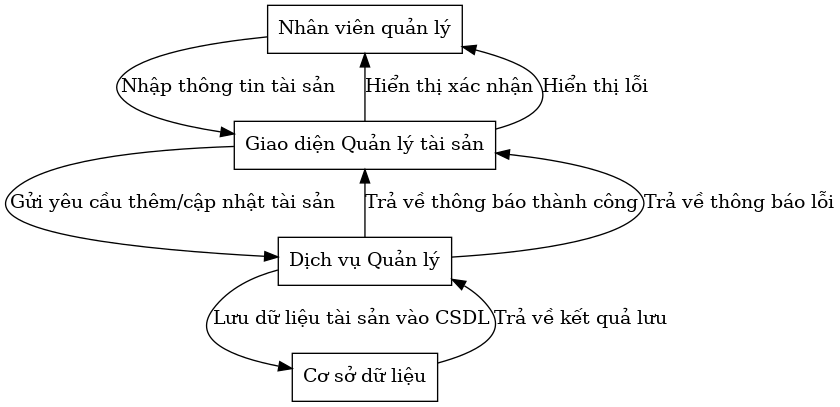 Nhân viên quản lý
Nhập thông tin tài sản
Hiển thị xác nhận
Hiển thị lỗi
Giao diện Quản lý tài sản
Gửi yêu cầu thêm/cập nhật tài sản
Trả về thông báo thành công
Trả về thông báo lỗi
Dịch vụ Quản lý
Lưu dữ liệu tài sản vào CSDL
Trả về kết quả lưu
Cơ sở dữ liệu